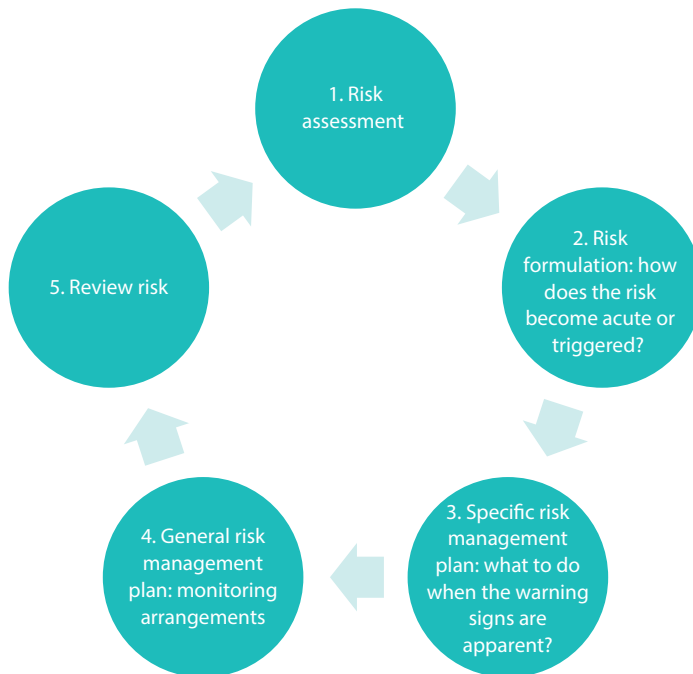 1. Risk
assessment
2. Risk
formulation: how
does the risk
become acute or
triggered?
3. Specific risk
management
plan: what to do
when the warning
signs are
apparent?
4. General risk
management
plan: monitoring
arrangements
5. Review risk